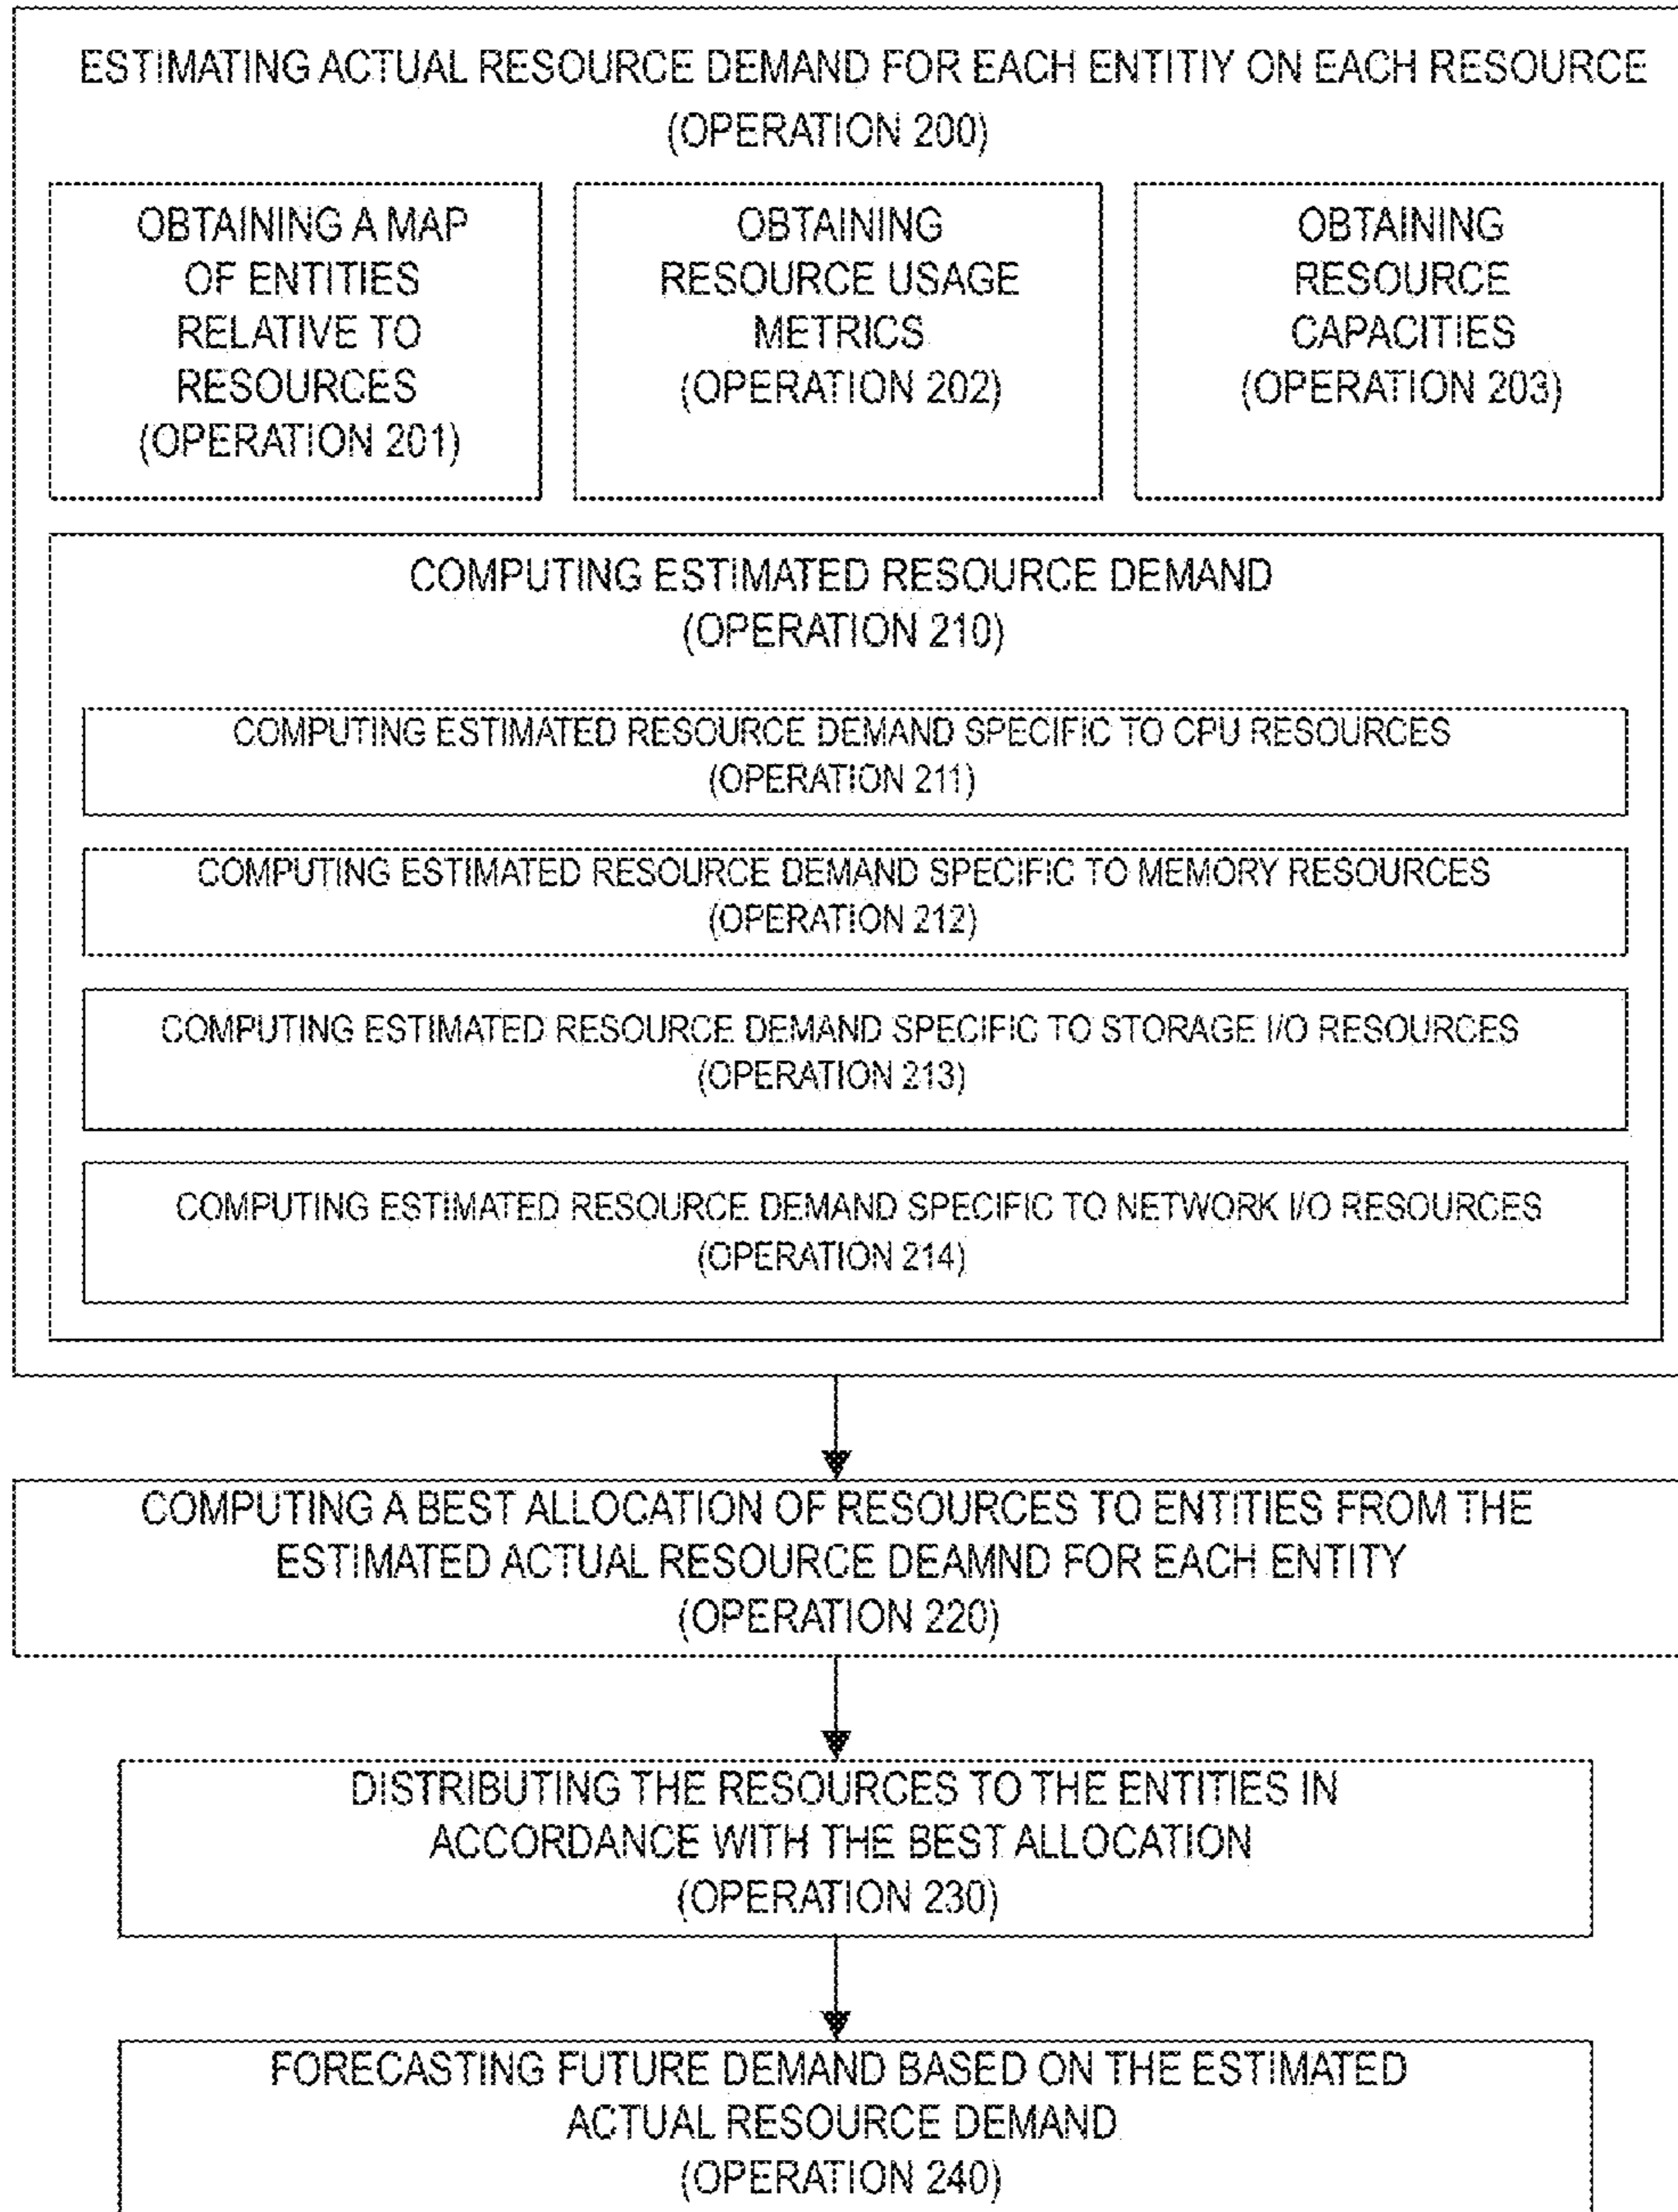 ESTIMATING ACTUAL RESOURCE DEMAND FOR EACH ENTITIY ON EACH RESOURCE
(OPERATION 200)
OBTAINING A MAP
OF ENTITIES
RELATIVE TO
RESOURCES
(OPERATION 201)
OBTAINING
RESOURCE USAGE
METRICS
(OPERATION 202)
OBTAINING
RESOURCE
CAPACITIES
(OPERATION 203)
COMPUTING ESTIMATED RESOURCE DEMAND
(OPERATION 210)
COMPUTING ESTIMATED RESOURCE DEMAND SPECIFIC TO CPU RESOURCES
(OPERATION 211)
COMPUTING ESTIMATED RESOURCE DEMAND SPECIFIC TO MEMORY RESOURCES
(OPERATION 212)
COMPUTING ESTIMATED RESOURCE DEMAND SPECIFIC TO STORAGE I/O RESOURCES
(OPERATION 213)
COMPUTING ESTIMATED RESOURCE DEMAND SPECIFIC TO NETWORK I/O RESOURCES
(OPERATION 214)
COMPUTING A BEST ALLOCATION OF RESOURCES TO ENTITIES FROM THE
ESTIMATED ACTUAL RESOURCE DEAMND FOR EACH ENTITY
(OPERATION 220)
DISTRIBUTING THE RESOURCES TO THE ENTITIES IN
ACCORDANCE WITH THE BEST ALLOCATION
(OPERATION 230)
FORECASTING FUTURE DEMAND BASED ON THE ESTIMATED
ACTUAL RESOURCE DEMAND
(OPERATION 240)